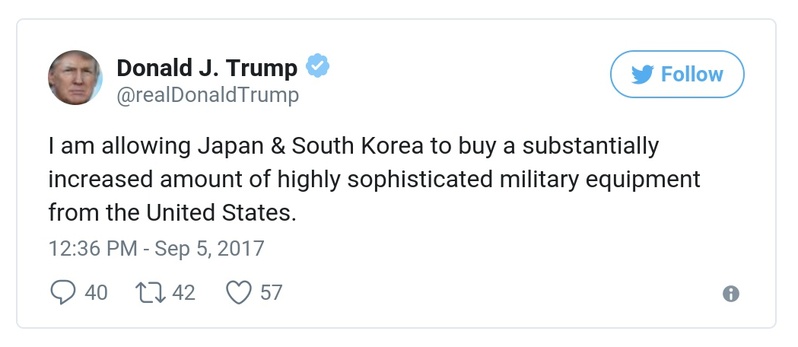 Donald J. Trump
Follow
@realDonaldTrump
I am allowing Japan & South Korea to buy a substantially
increased amount of highly sophisticated military equipment
from the United States.
12:36 PM - Sep 5, 2017
40 42 57